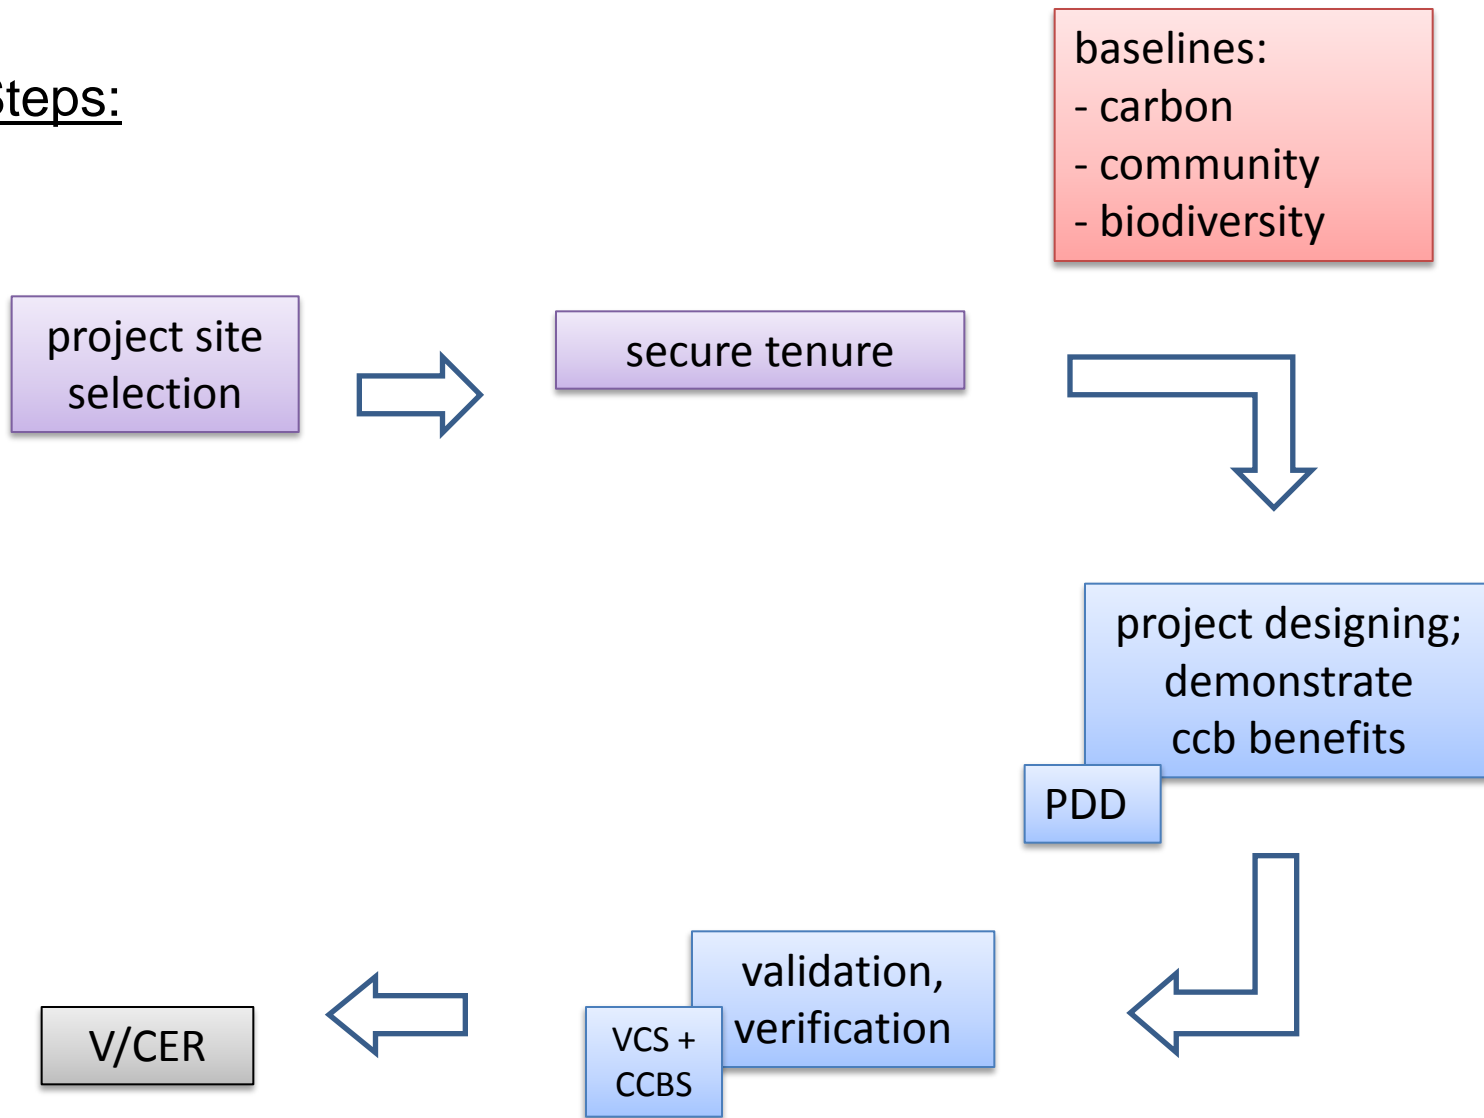 Steps:
baselines:
- carbon
- community
- biodiversity
project site
selection
secure tenure
project designing;
demonstrate
ccb benefits
PDD
validation,
verification
VCS +
CCBS
V/CER